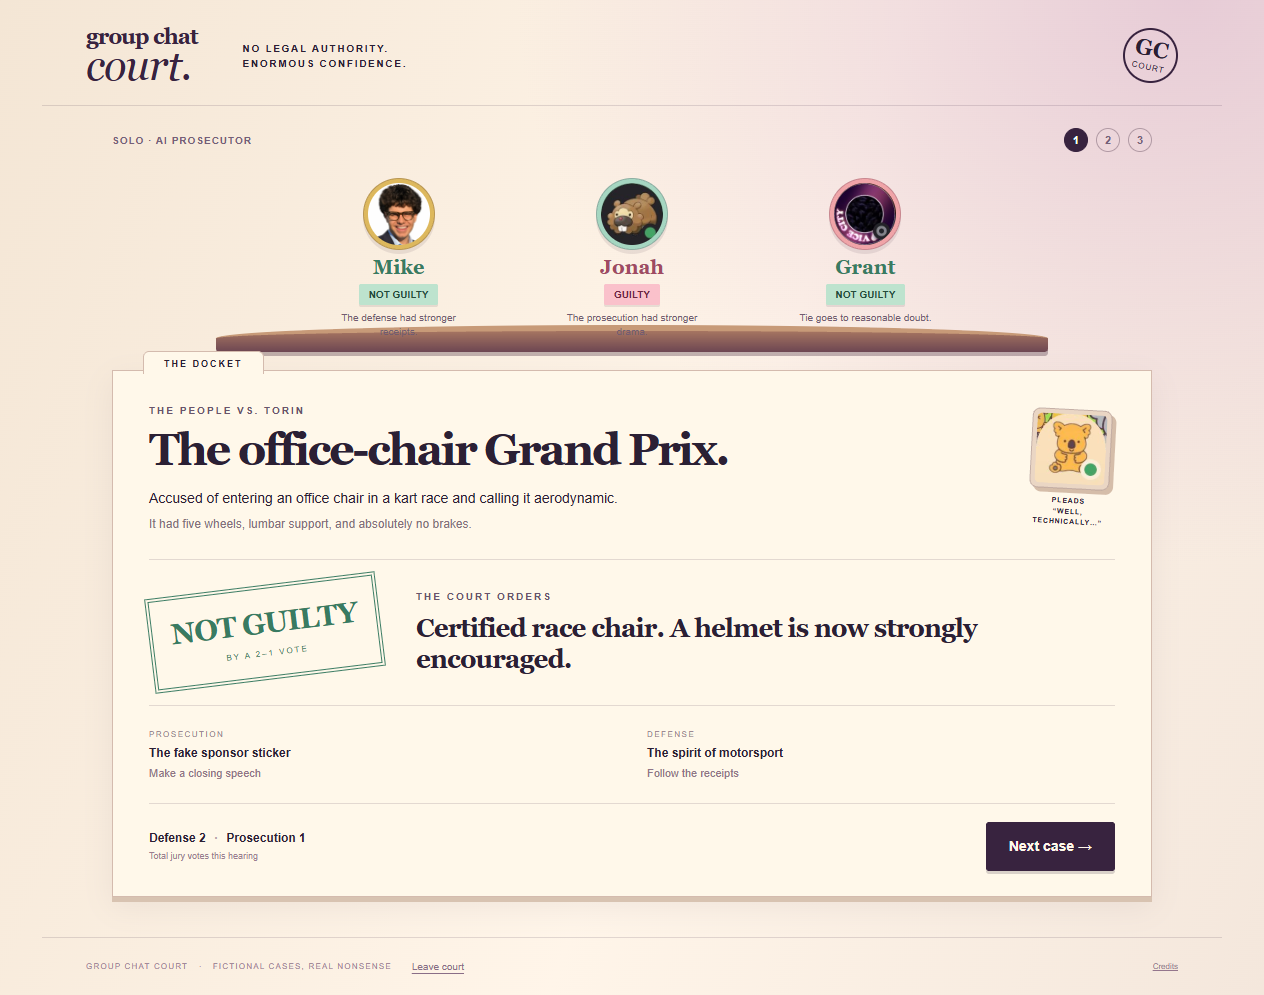 group chat
court.
NO LEGAL AUTHORITY.
ENORMOUS CONFIDENCE.
GC
COURT
SOLO · AI PROSECUTOR
1
2
3
Mike
NOT GUILTY
The defense had stronger
receipts.
Jonah
GUILTY
The prosecution had stronger
drama.
VICE CITY
Grant
NOT GUILTY
Tie goes to reasonable doubt.
THE DOCKET
THE PEOPLE VS. TORIN
The office-chair Grand Prix.
Accused of entering an office chair in a kart race and calling it aerodynamic.
It had five wheels, lumbar support, and absolutely no brakes.
PLEADS
“WELL,
TECHNICALLY…”
NOT GUILTY
BY A 2–1 VOTE
THE COURT ORDERS
Certified race chair. A helmet is now strongly
encouraged.
PROSECUTION
The fake sponsor sticker
Make a closing speech
DEFENSE
The spirit of motorsport
Follow the receipts
Defense 2 · Prosecution 1
Total jury votes this hearing
Next case →
GROUP CHAT COURT · FICTIONAL CASES, REAL NONSENSE
Leave court
Credits